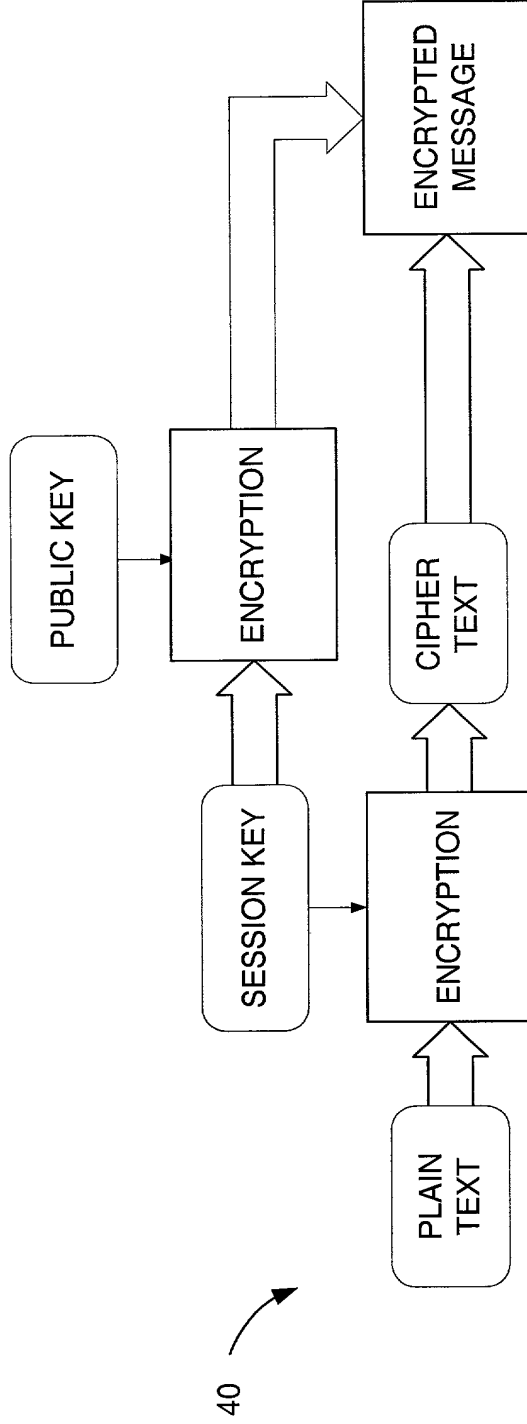 40
PUBLIC KEY
SESSION KEY
ENCRYPTION
PLAIN
TEXT
ENCRYPTION
CIPHER
TEXT
ENCRYPTED
MESSAGE